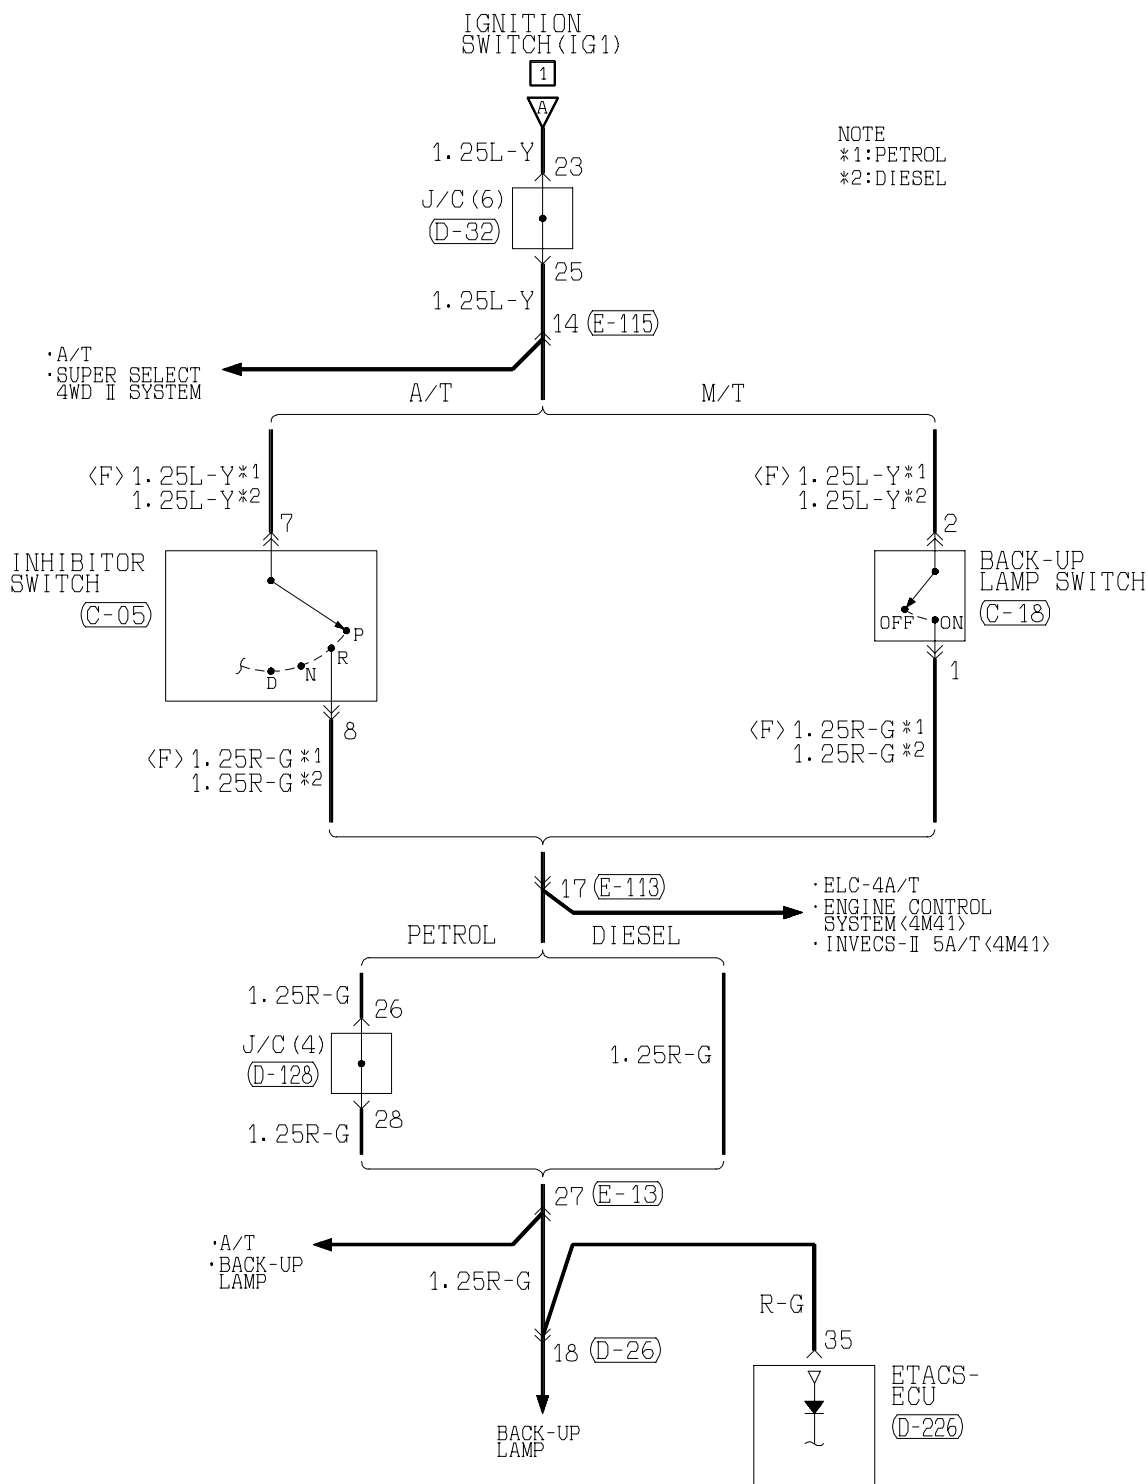 IGNITION
SWITCH(IG1)
1
A
NOTE
*1:PETROL
*2:DIESEL
1.25L-Y
23
J/C(6)
D-32
25
1.25L-Y
14 E-115
·A/T
·SUPER SELECT
4WD Ⅱ SYSTEM
A/T
M/T
<F>1.25L-Y*1
1.25L-Y*2
7
<F>1.25L-Y*1
1.25L-Y*2
2
INHIBITOR
SWITCH
C-05
P
R
N
D
BACK-UP
LAMP SWITCH
C-18
OFF
ON
8
1
<F>1.25R-G*1
1.25R-G*2
<F>1.25R-G*1
1.25R-G*2
17 E-113
·ELC-4A/T
·ENGINE CONTROL
SYSTEM<4M41>
·INVECS-Ⅱ 5A/T<4M41>
PETROL
DIESEL
1.25R-G
26
J/C(4)
D-128
1.25R-G
28
1.25R-G
27 E-13
·A/T
·BACK-UP
LAMP
1.25R-G
R-G
35
18 D-26
ETACS-
ECU
D-226
BACK-UP
LAMP